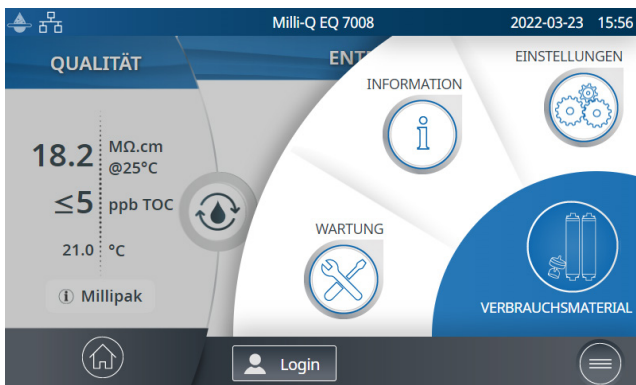 Milli-Q EQ 7008
2022-03-23 15:56
QUALITÄT
18.2 MΩ.cm
@25°C
≤5 ppb TOC
21.0 °C
i Millipak
ENT
INFORMATION
i
EINSTELLUNGEN
WARTUNG
VERBRAUCHSMATERIAL
Login